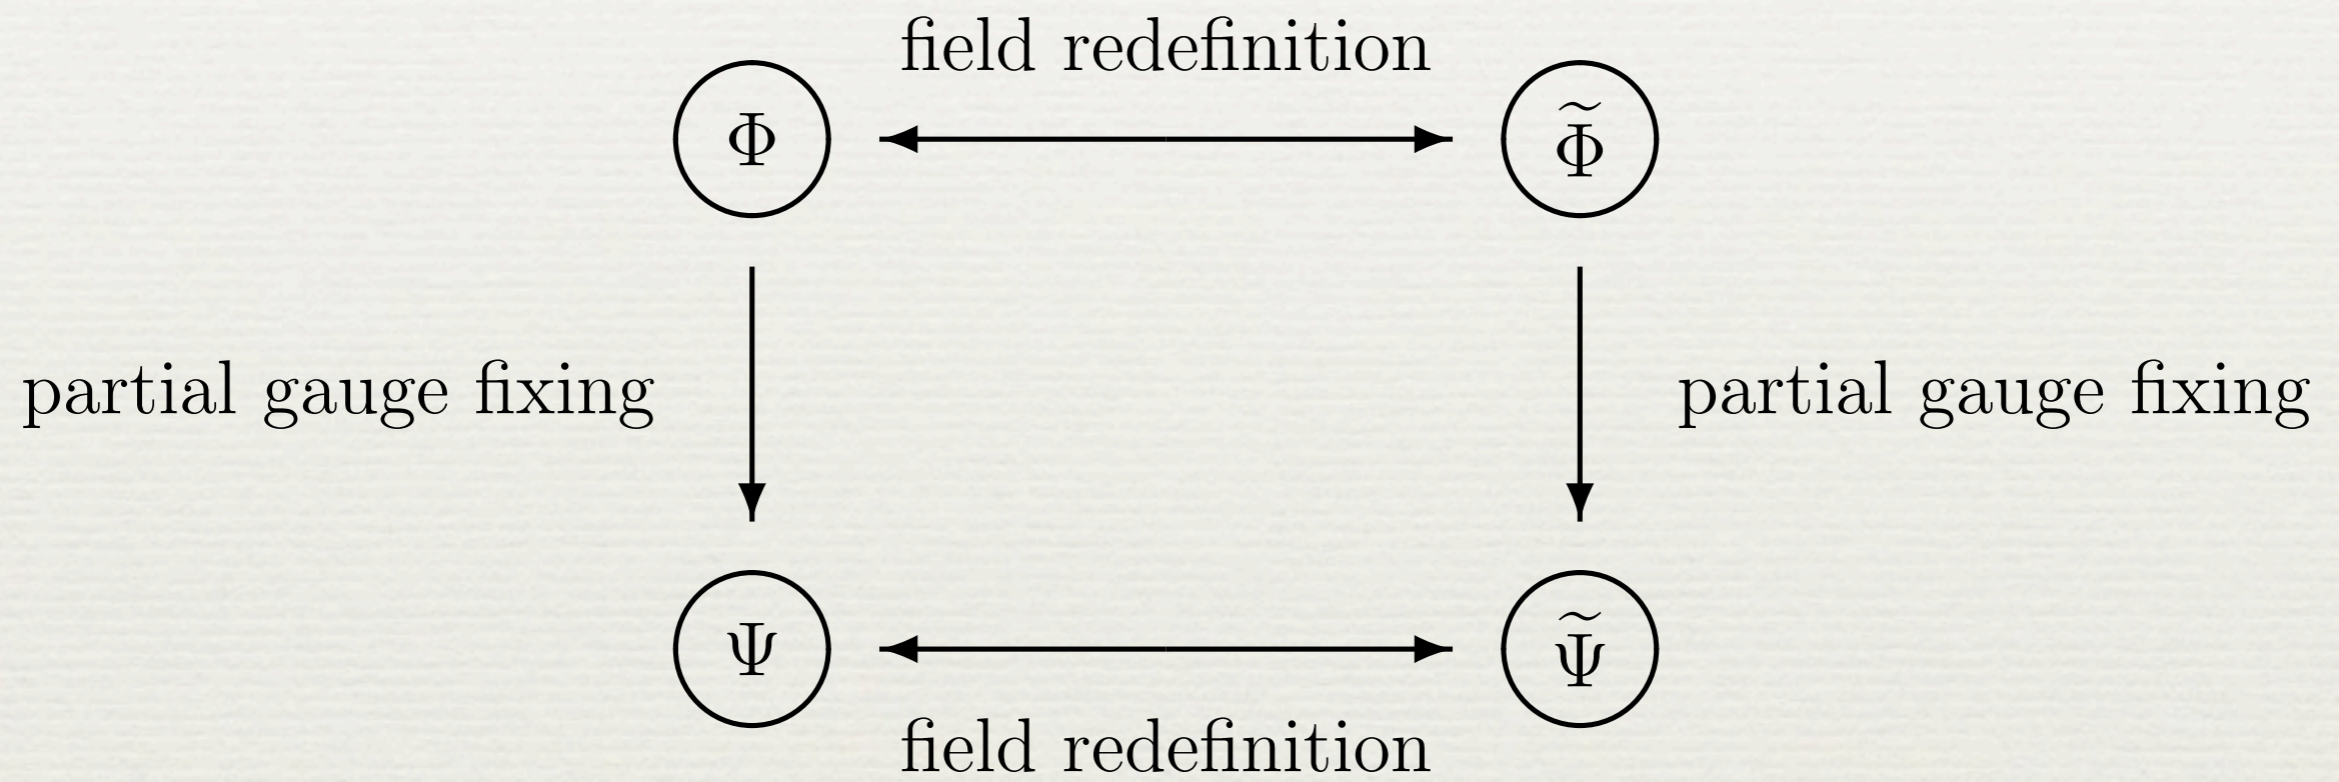 field redefinition
Φ
Φ̃
partial gauge fixing
partial gauge fixing
Ψ
Ψ̃
field redefinition